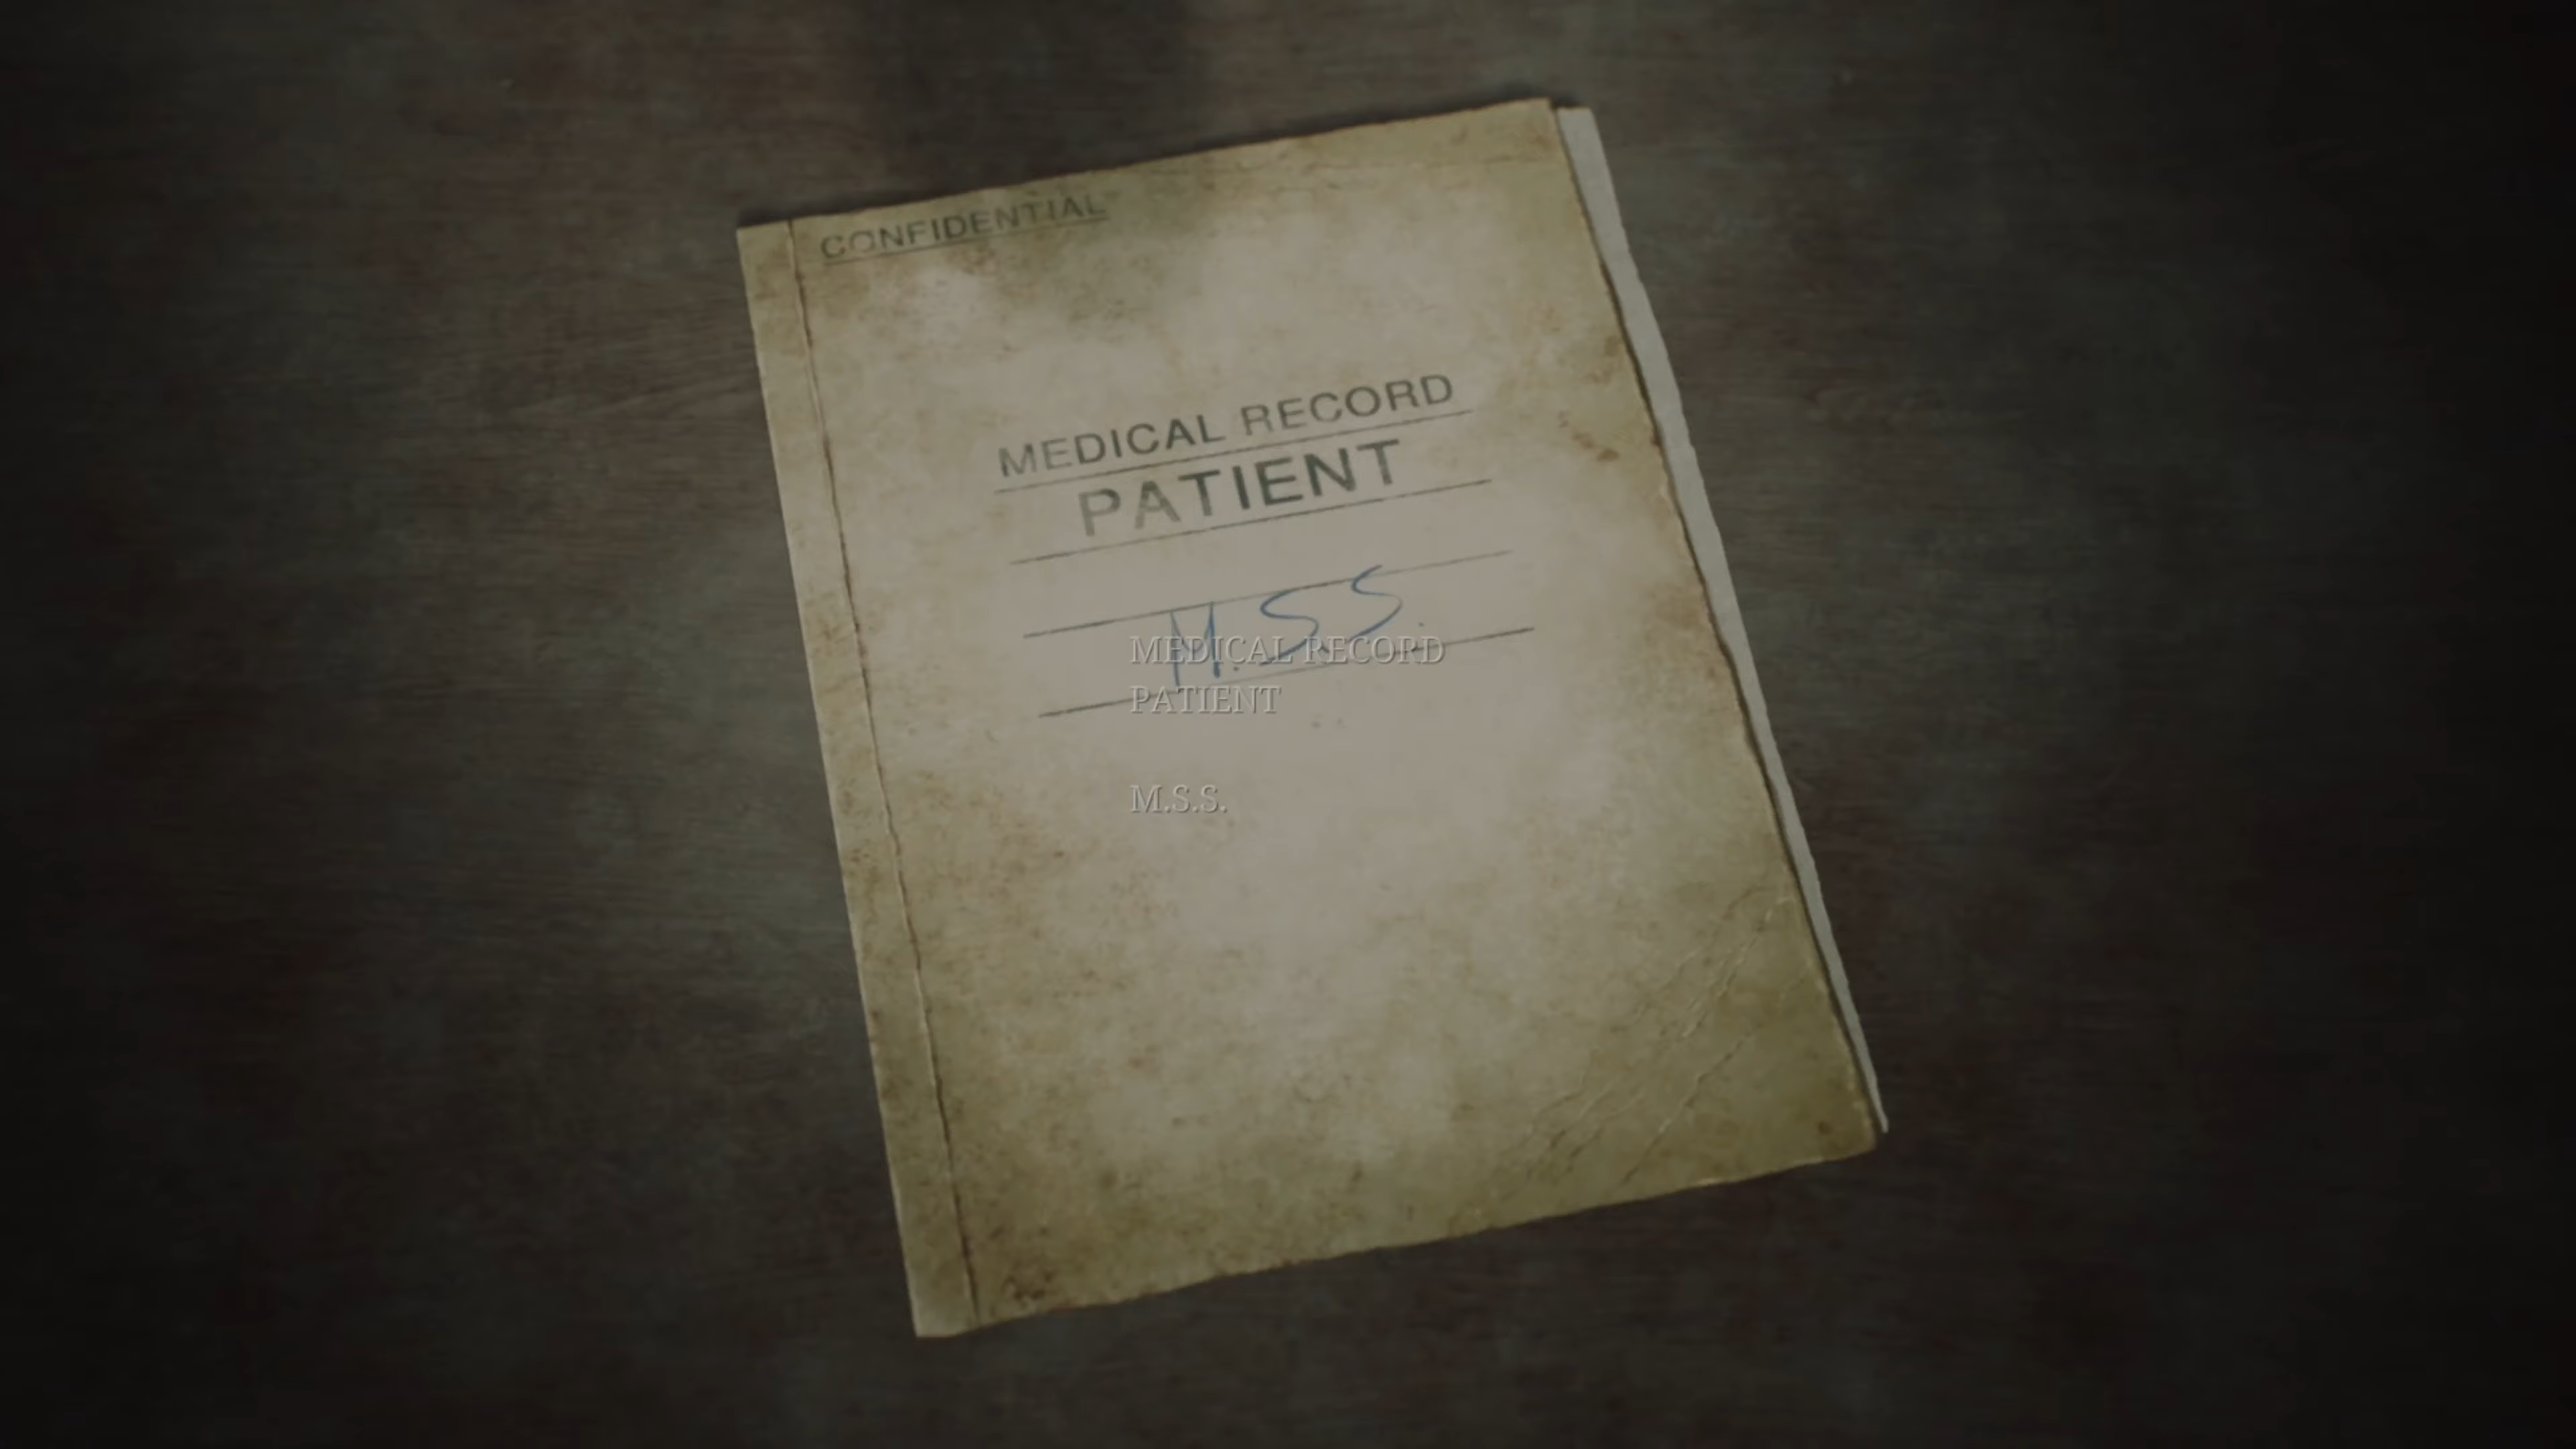 CONFIDENTIAL
MEDICAL RECORD
PATIENT
M.S.S.
MEDICAL RECORD
PATIENT
M.S.S.